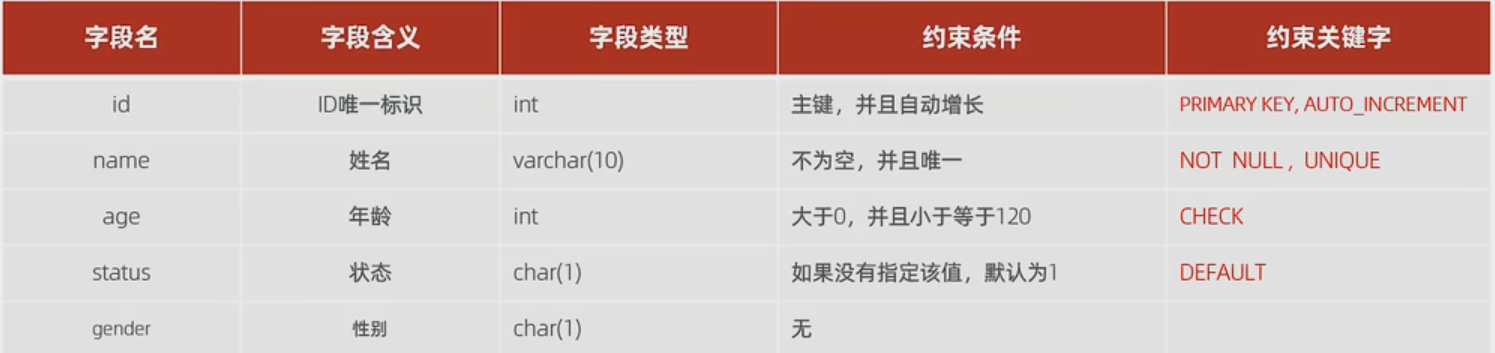 字段名 字段含义 字段类型 约束条件 约束关键字
id ID唯一标识 int 主键，并且自动增长 PRIMARY KEY, AUTO_INCREMENT
name 姓名 varchar(10) 不为空，并且唯一 NOT NULL , UNIQUE
age 年龄 int 大于0，并且小于等于120 CHECK
status 状态 char(1) 如果没有指定该值，默认为1 DEFAULT
gender 性别 char(1) 无